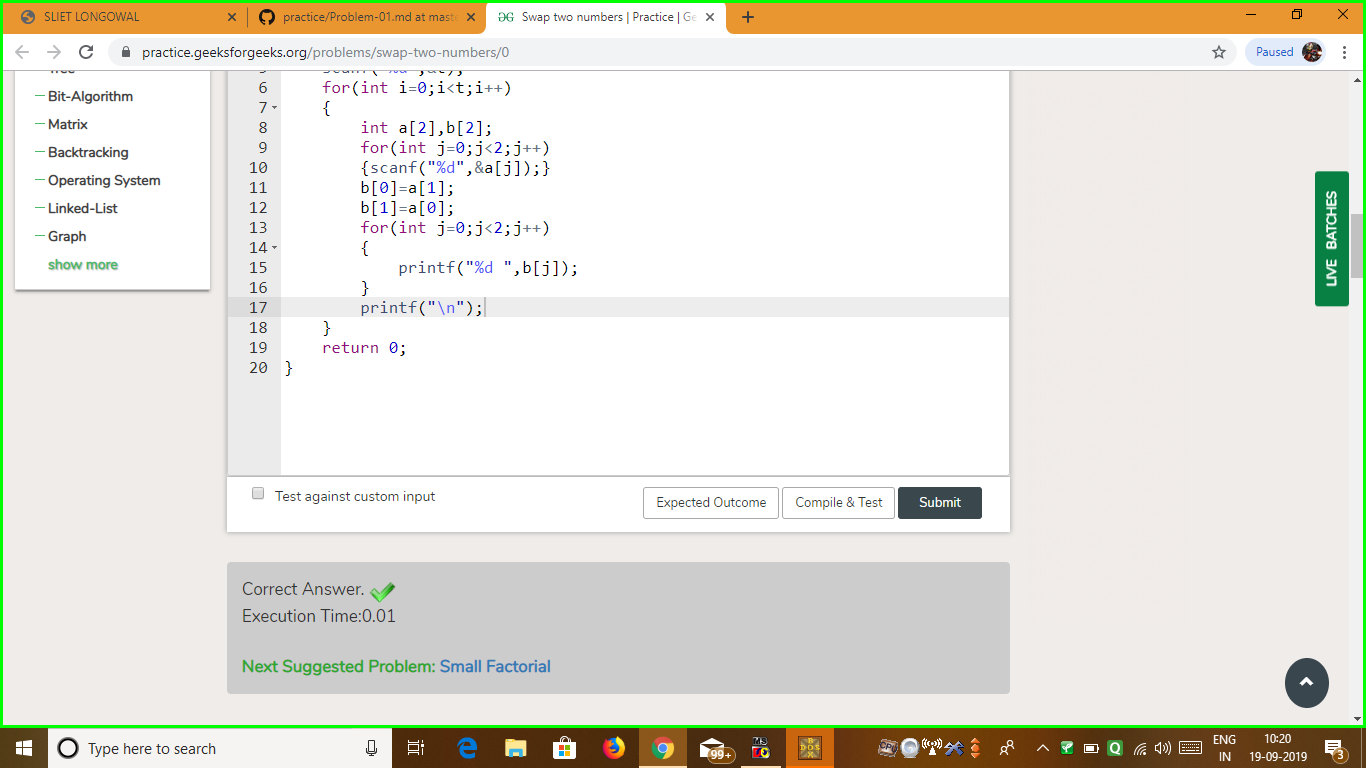 SLIET LONGOWAL
practice/Problem-01.md at mast
Swap two numbers | Practice | Ge
practice.geeksforgeeks.org/problems/swap-two-numbers/0
Paused
Bit-Algorithm
Matrix
Backtracking
Operating System
Linked-List
Graph
show more
6 for(int i=0;i<t;i++)
7 {
8 int a[2],b[2];
9 for(int j=0;j<2;j++)
10 {scanf("%d",&a[j]);}
11 b[0]=a[1];
12 b[1]=a[0];
13 for(int j=0;j<2;j++)
14 {
15 printf("%d ",b[j]);
16 }
17 printf("\n");
18 }
19 return 0;
20 }
LIVE BATCHES
Test against custom input
Expected Outcome
Compile & Test
Submit
Correct Answer.
Execution Time:0.01
Next Suggested Problem: Small Factorial
Type here to search
99+
ENG
IN
10:20
19-09-2019
3